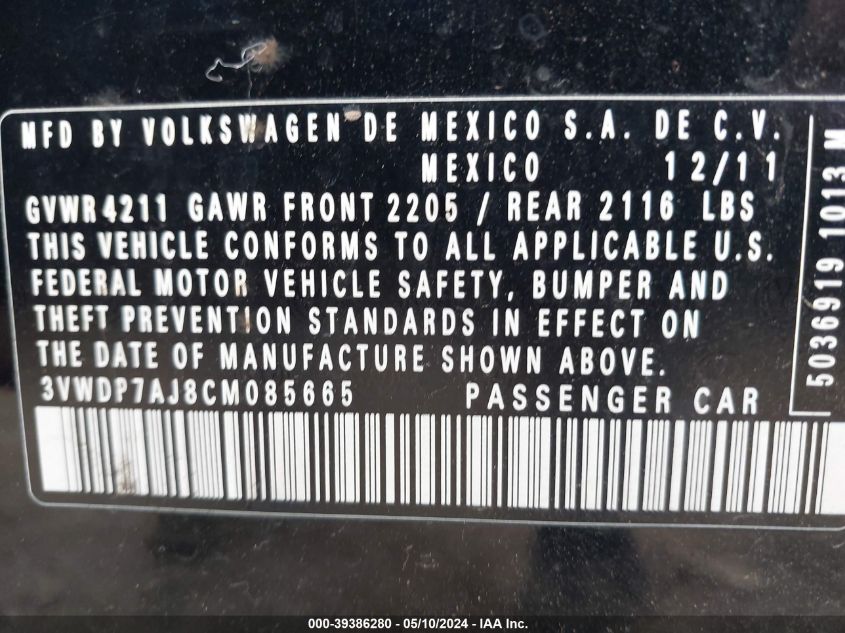 MFD BY VOLKSWAGEN DE MEXICO S.A. DE C.V.
MEXICO 12/11
GVWR4211 GAWR FRONT 2205 / REAR 2116 LBS
THIS VEHICLE CONFORMS TO ALL APPLICABLE U.S.
FEDERAL MOTOR VEHICLE SAFETY, BUMPER AND
THEFT PREVENTION STANDARDS IN EFFECT ON
THE DATE OF MANUFACTURE SHOWN ABOVE.
3VWDP7AJ8CM085665 PASSENGER CAR
5036919 1013 M
000-39386280 - 05/10/2024 - IAA Inc.